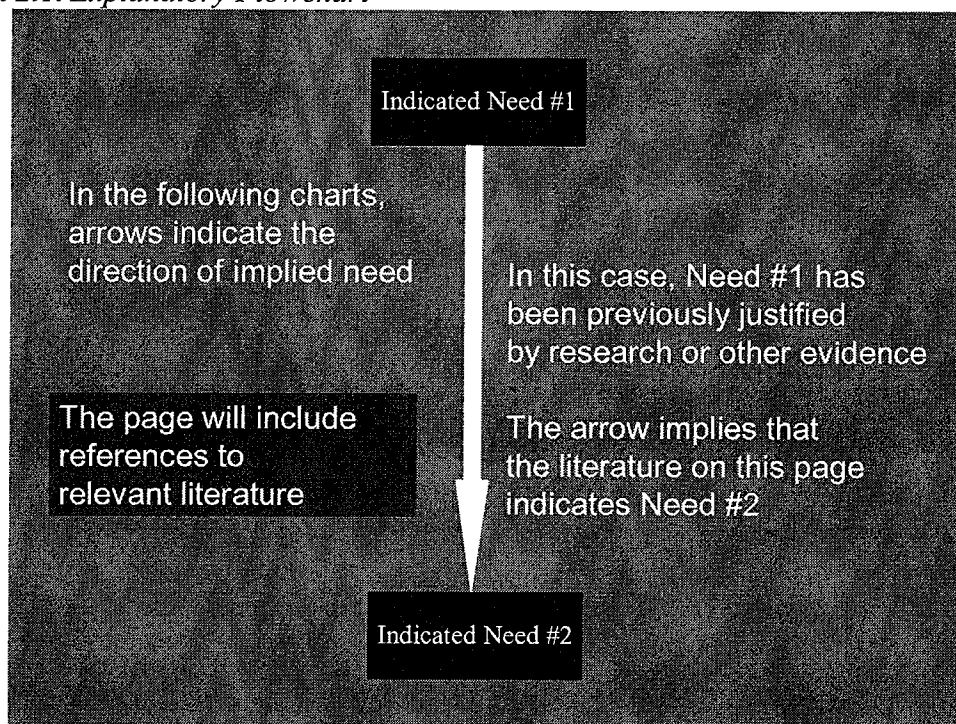 Explanatory Flowchart
Indicated Need #1
In the following charts,
arrows indicate the
direction of implied need
In this case, Need #1 has
been previously justified
by research or other evidence
The page will include
references to
relevant literature
The arrow implies that
the literature on this page
indicates Need #2
Indicated Need #2